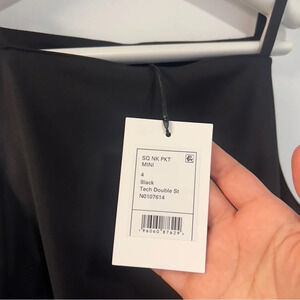 SQ NK PKT
MINI
4
Black
Tech Double St
N0107614